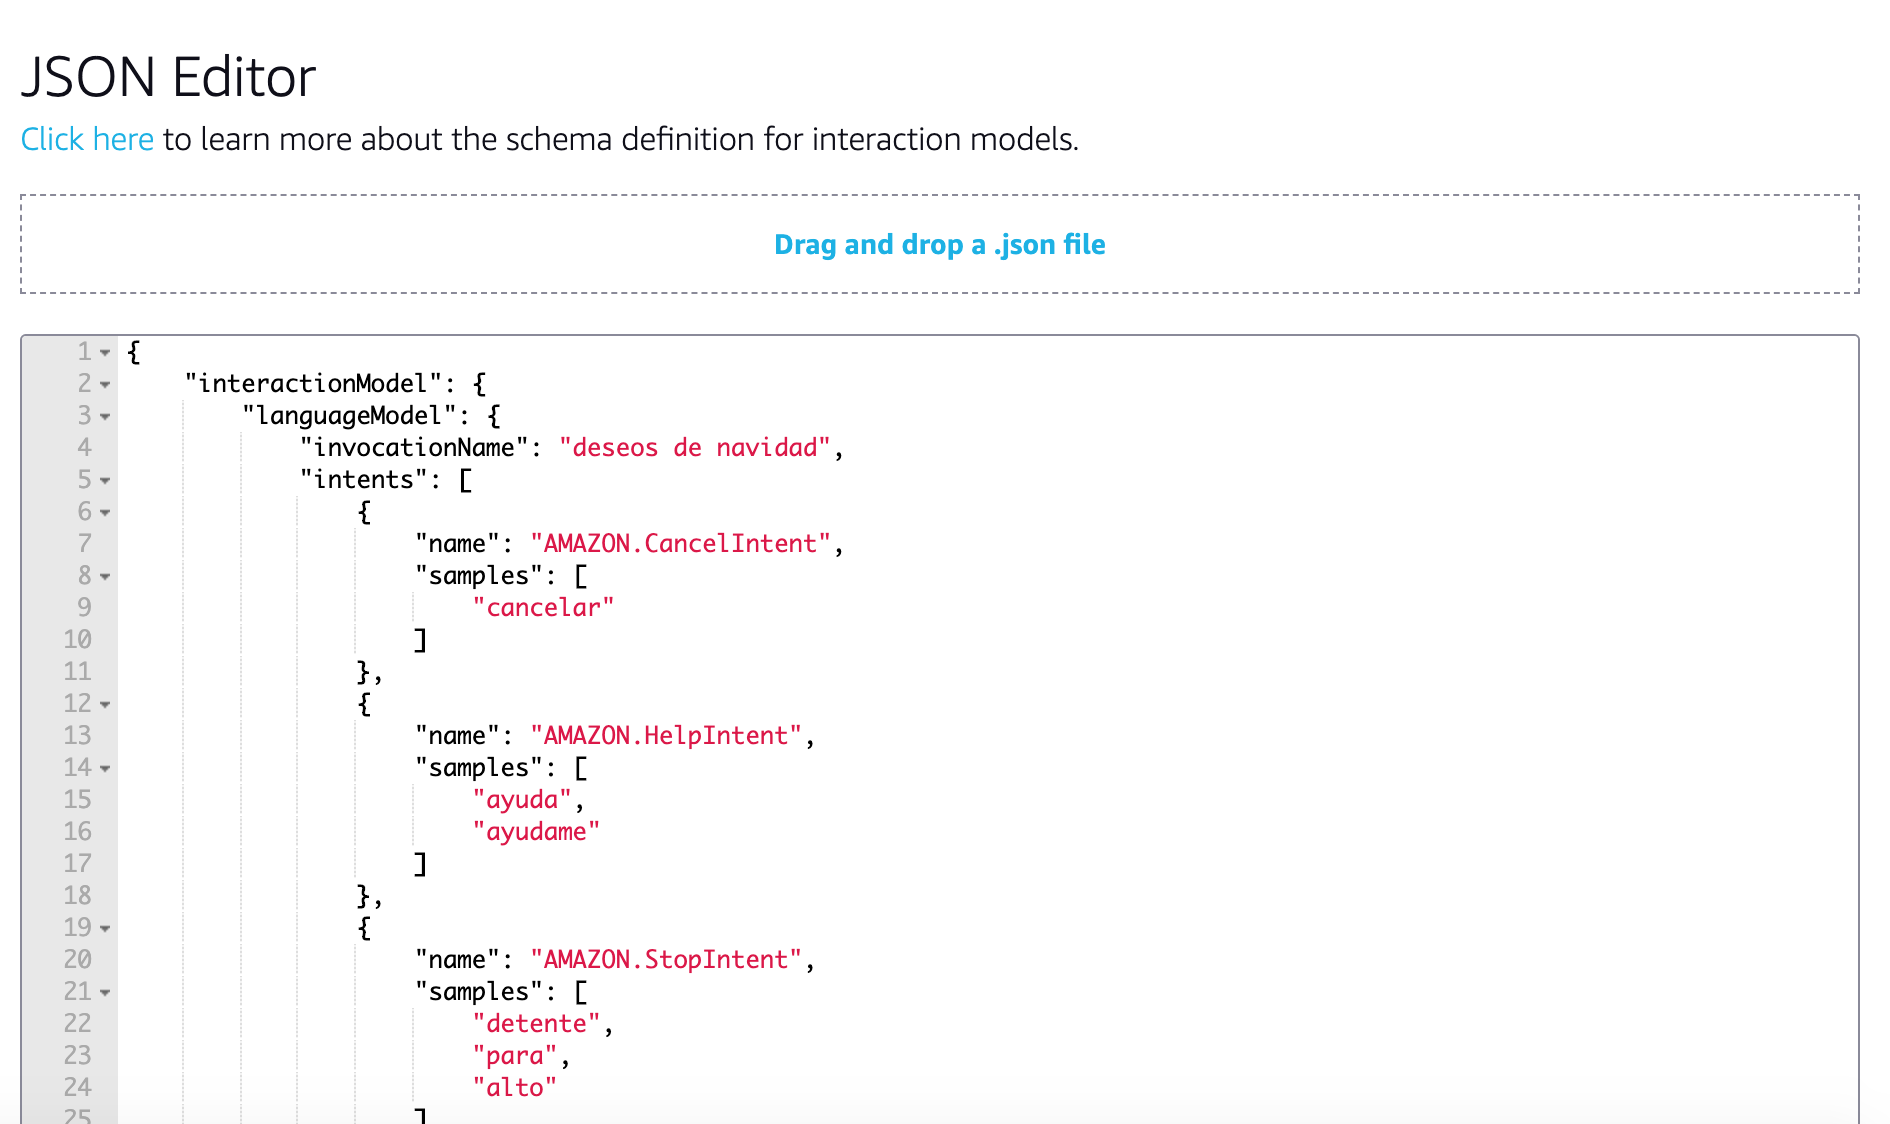 JSON Editor
Click here to learn more about the schema definition for interaction models.
Drag and drop a .json file
1 {
2 "interactionModel": {
3 "languageModel": {
4 "invocationName": "deseos de navidad",
5 "intents": [
6 {
7 "name": "AMAZON.CancelIntent",
8 "samples": [
9 "cancelar"
10 ]
11 },
12 {
13 "name": "AMAZON.HelpIntent",
14 "samples": [
15 "ayuda",
16 "ayudame"
17 ]
18 },
19 {
20 "name": "AMAZON.StopIntent",
21 "samples": [
22 "detente",
23 "para",
24 "alto"
25 ]